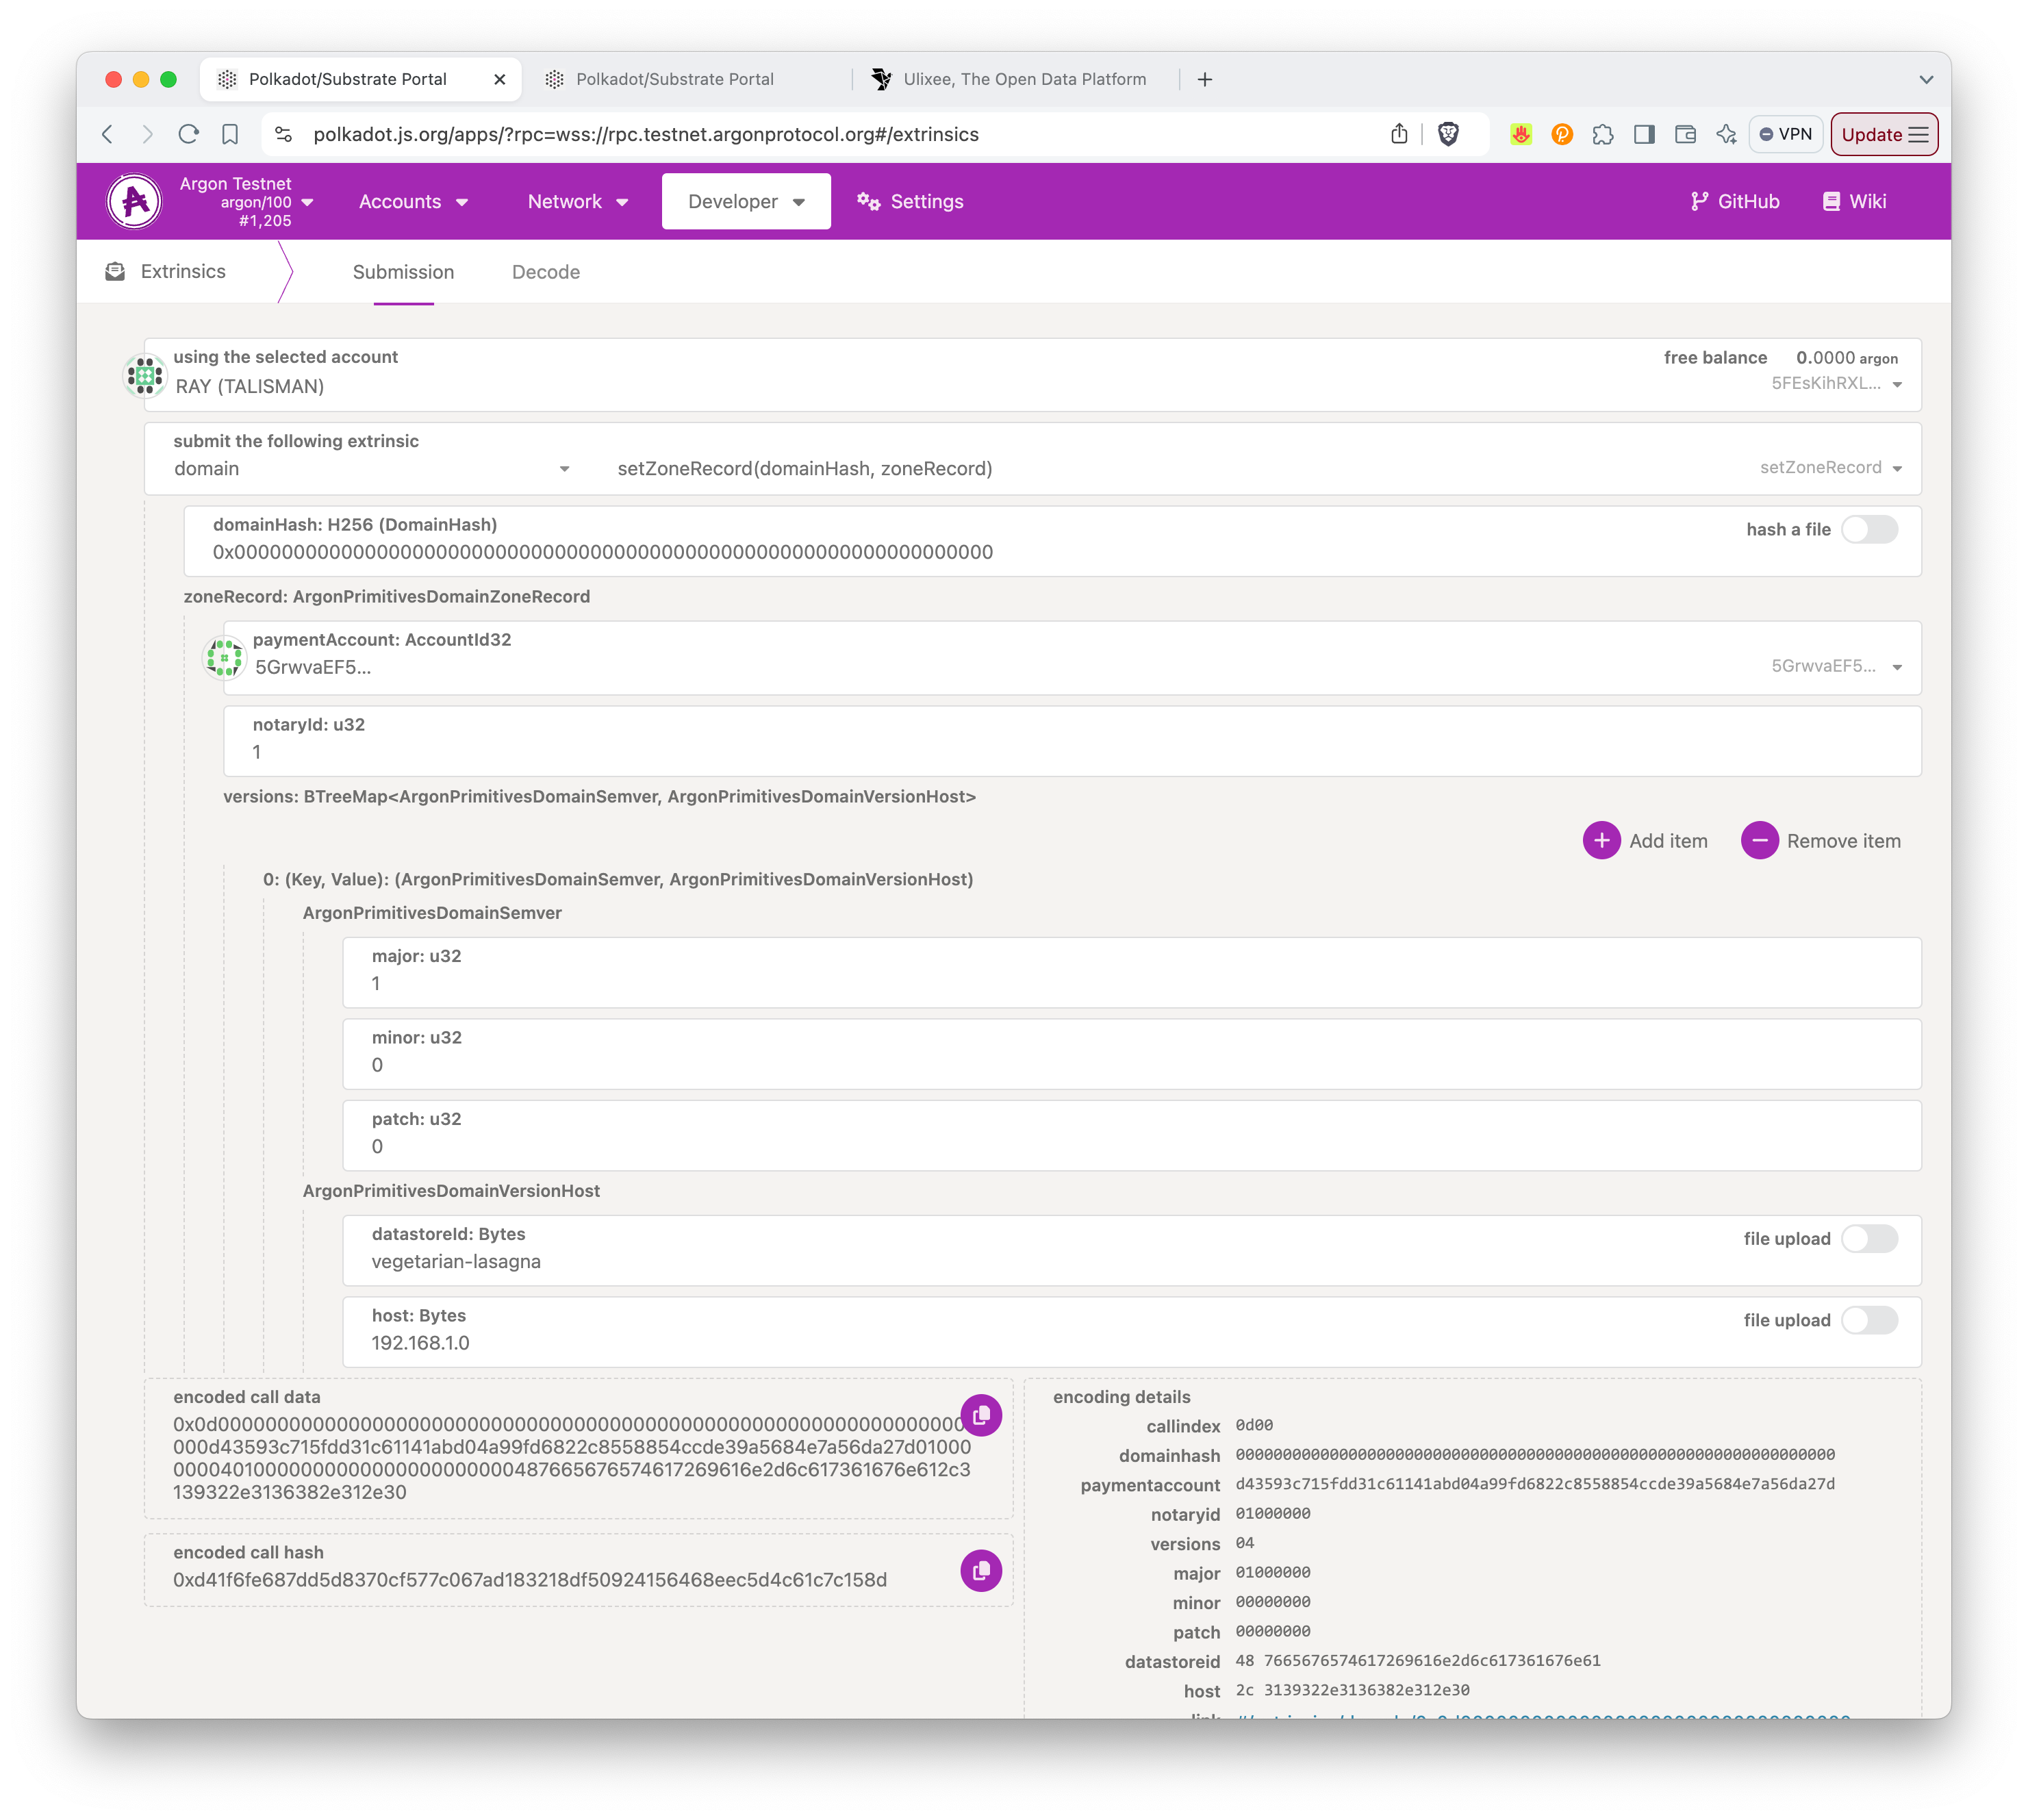 Polkadot/Substrate Portal
Polkadot/Substrate Portal
Ulixee, The Open Data Platform
polkadot.js.org/apps/?rpc=wss://rpc.testnet.argonprotocol.org#/extrinsics
VPN
Update
Argon Testnet
argon/100
#1,205
Accounts
Network
Developer
Settings
GitHub
Wiki
Extrinsics
Submission
Decode
using the selected account
RAY (TALISMAN)
free balance 0.0000 argon
5FEsKihRXL...
submit the following extrinsic
domain
setZoneRecord(domainHash, zoneRecord)
setZoneRecord
domainHash: H256 (DomainHash)
0x0000000000000000000000000000000000000000000000000000000000000000
hash a file
zoneRecord: ArgonPrimitivesDomainZoneRecord
paymentAccount: AccountId32
5GrwvaEF5...
5GrwvaEF5...
notaryId: u32
1
versions: BTreeMap<ArgonPrimitivesDomainSemver, ArgonPrimitivesDomainVersionHost>
Add item
Remove item
0: (Key, Value): (ArgonPrimitivesDomainSemver, ArgonPrimitivesDomainVersionHost)
ArgonPrimitivesDomainSemver
major: u32
1
minor: u32
0
patch: u32
0
ArgonPrimitivesDomainVersionHost
datastoreId: Bytes
vegetarian-lasagna
file upload
host: Bytes
192.168.1.0
file upload
encoded call data
0x0d0000000000000000000000000000000000000000000000000000000000000
000d43593c715fdd31c61141abd04a99fd6822c8558854ccde39a5684e7a56da27d01000
00004010000000000000000000000487665676574617269616e2d6c617361676e612c3
139322e3136382e312e30
encoded call hash
0xd41f6fe687dd5d8370cf577c067ad183218df50924156468eec5d4c61c7c158d
encoding details
callindex 0d00
domainhash 0000000000000000000000000000000000000000000000000000000000000000
paymentaccount d43593c715fdd31c61141abd04a99fd6822c8558854ccde39a5684e7a56da27d
notaryid 01000000
versions 04
major 01000000
minor 00000000
patch 00000000
datastoreid 48 7665676574617269616e2d6c617361676e61
host 2c 3139322e3136382e312e30